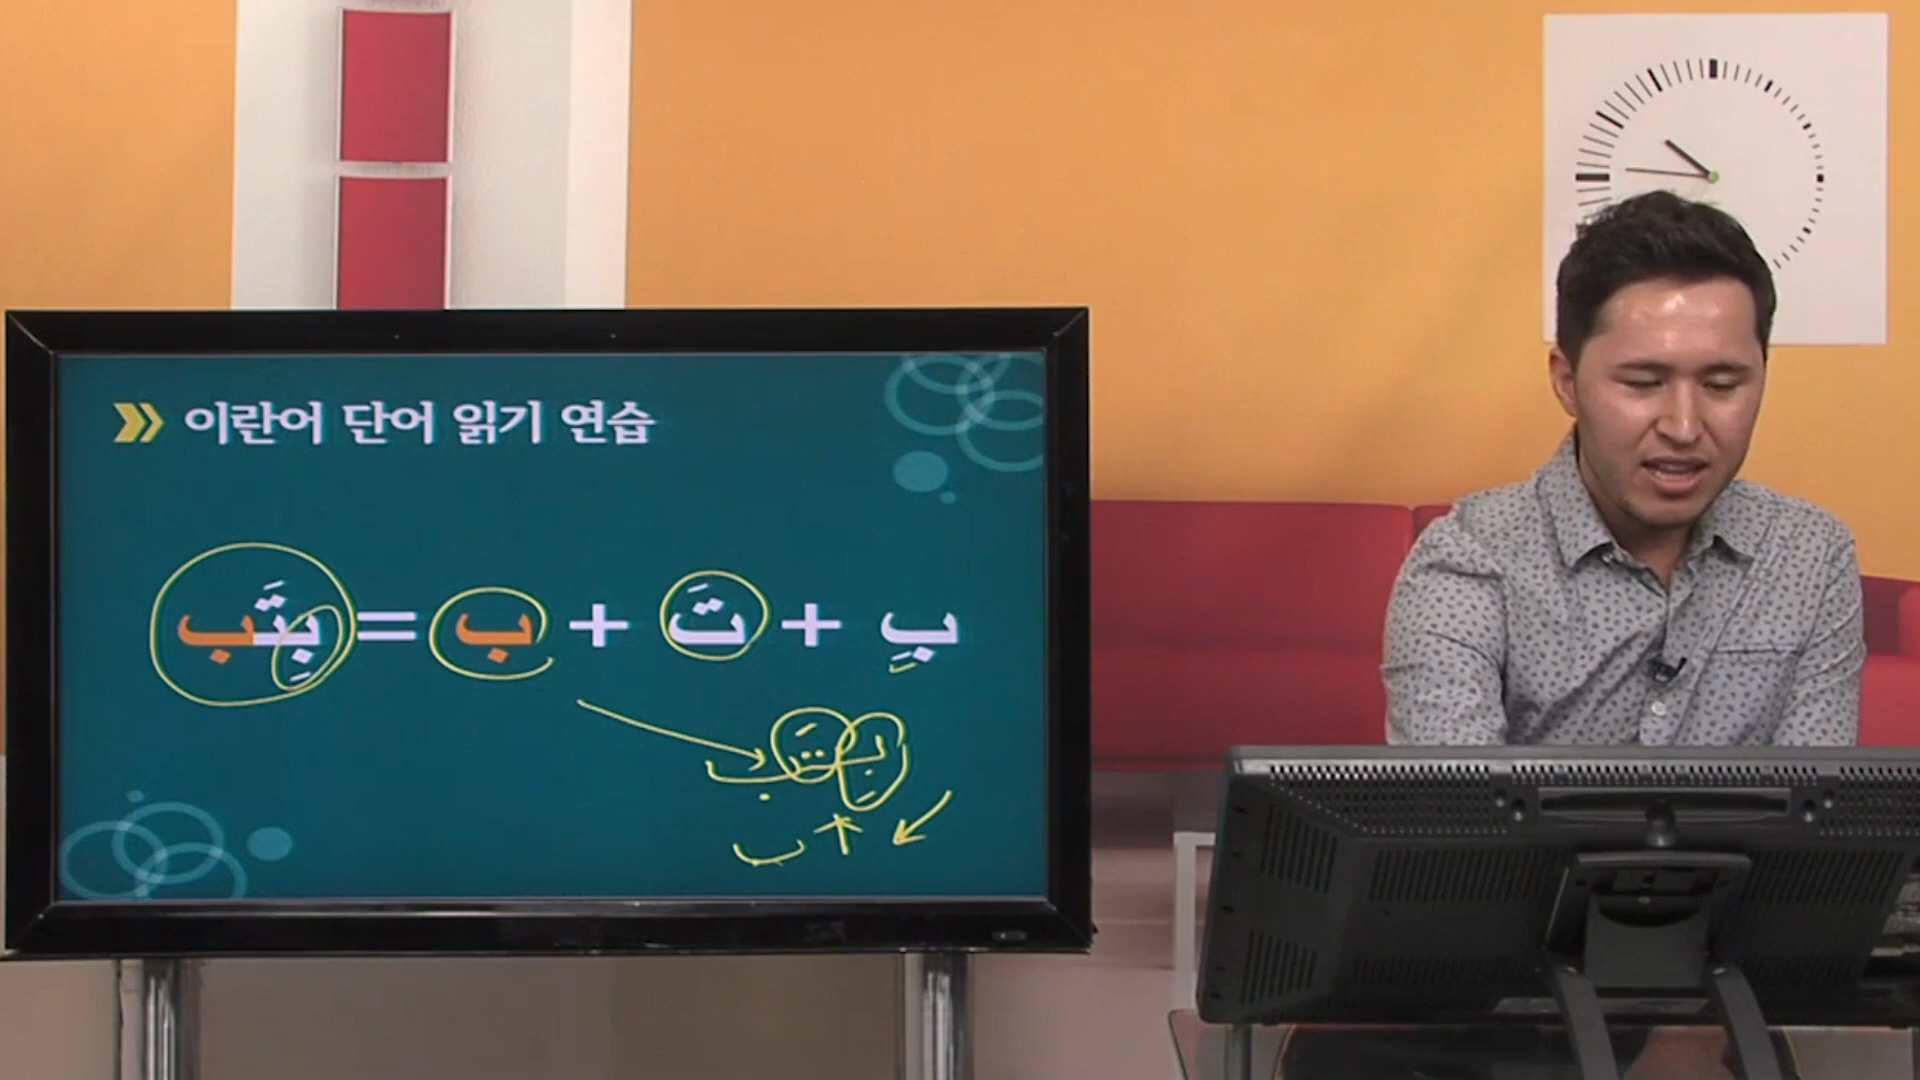 이란어 단어 읽기 연습
بِ + تَ + ب = بِتَب
بِتَب
ب